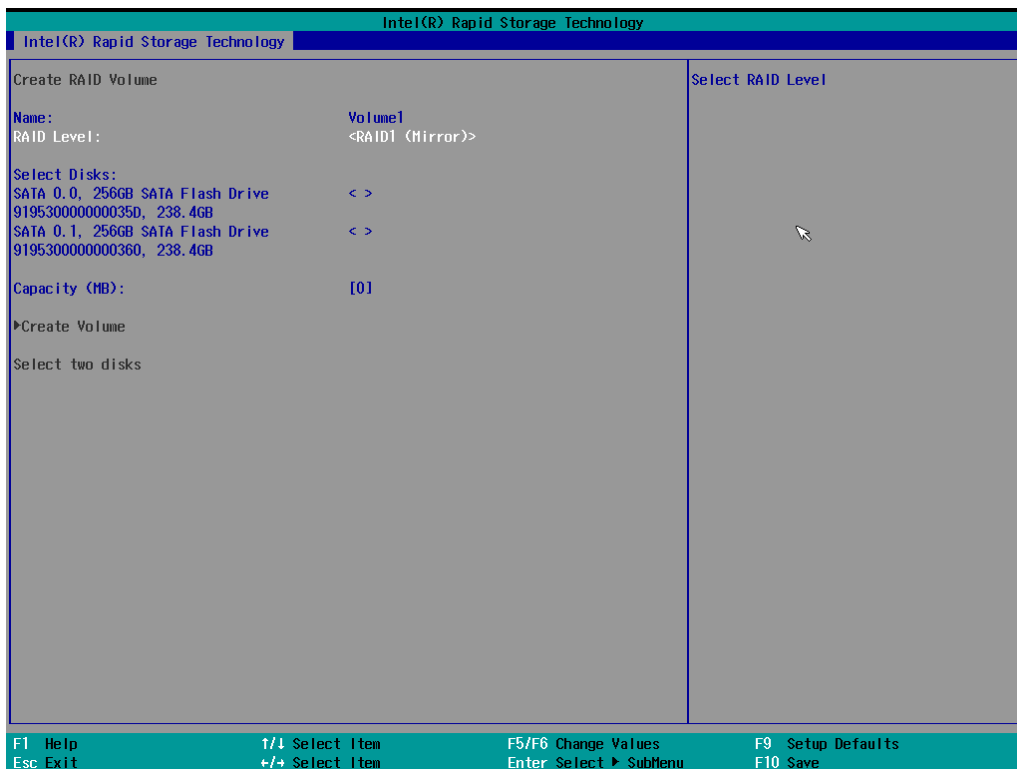 Intel(R) Rapid Storage Technology
Intel(R) Rapid Storage Technology
Create RAID Volume
Select RAID Level
Name: Volume1
RAID Level: <RAID1 (Mirror)>
Select Disks:
SATA 0.0, 256GB SATA Flash Drive < >
919530000000035D, 238.4GB
SATA 0.1, 256GB SATA Flash Drive < >
9195300000000360, 238.4GB
Capacity (MB): [0]
▶Create Volume
Select two disks
F1 Help ↑/↓ Select Item F5/F6 Change Values F9 Setup Defaults
Esc Exit ←/→ Select Item Enter Select ▶ SubMenu F10 Save